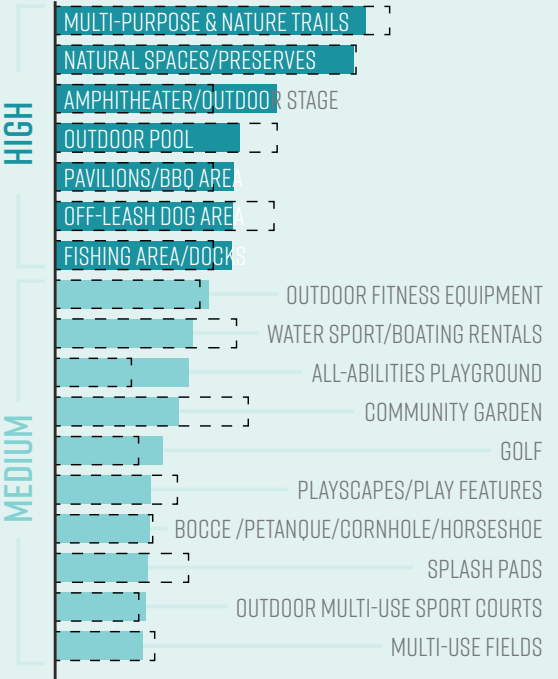 HIGH
MULTI-PURPOSE & NATURE TRAILS
NATURAL SPACES/PRESERVES
AMPHITHEATER/OUTDOOR STAGE
OUTDOOR POOL
PAVILIONS/BBQ AREA
OFF-LEASH DOG AREA
FISHING AREA/DOCKS
MEDIUM
OUTDOOR FITNESS EQUIPMENT
WATER SPORT/BOATING RENTALS
ALL-ABILITIES PLAYGROUND
COMMUNITY GARDEN
GOLF
PLAYSCAPES/PLAY FEATURES
BOCCE /PETANQUE/CORNHOLE/HORSESHOE
SPLASH PADS
OUTDOOR MULTI-USE SPORT COURTS
MULTI-USE FIELDS